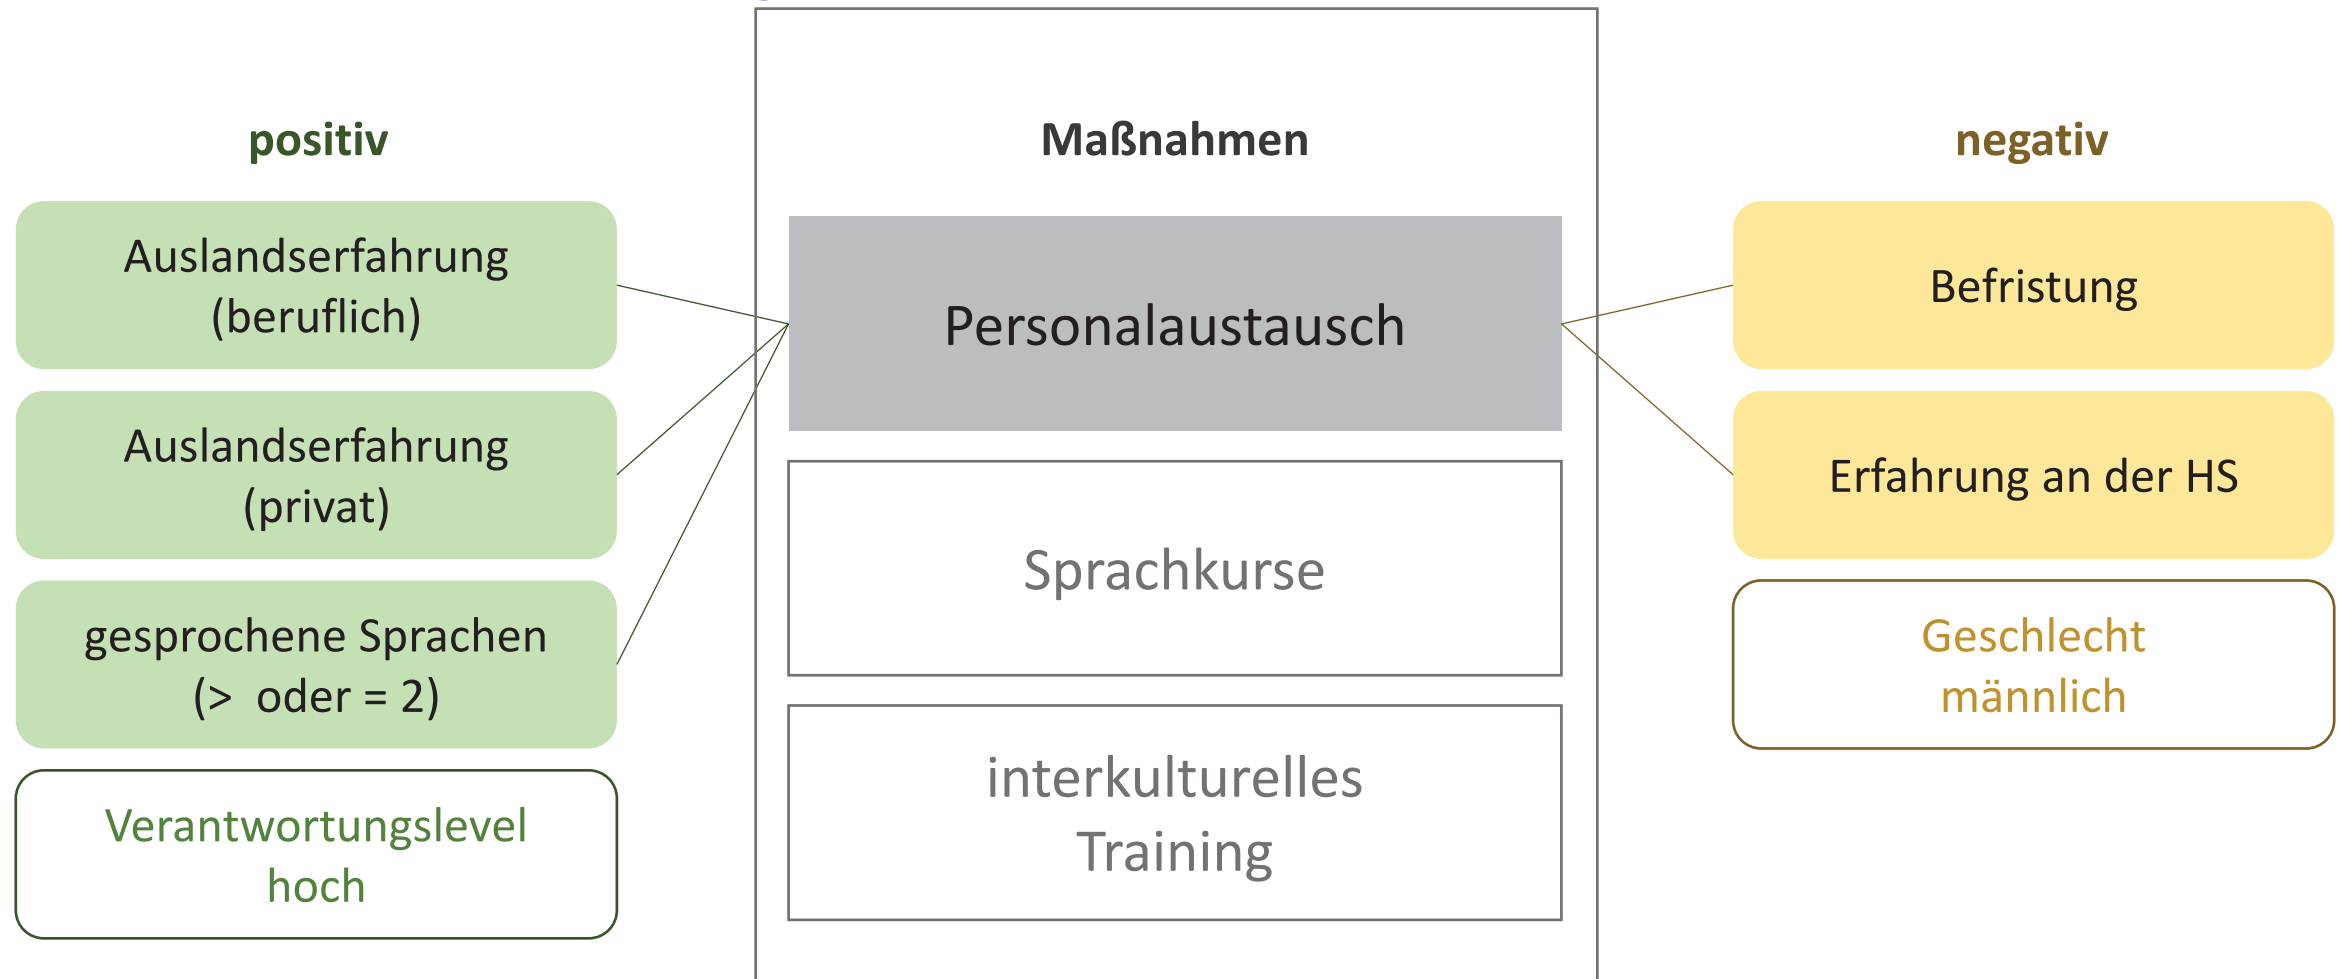 positiv
Auslandserfahrung
(beruflich)
Auslandserfahrung
(privat)
gesprochene Sprachen
(> oder = 2)
Verantwortungslevel
hoch
Maßnahmen
Personalaustausch
Sprachkurse
interkulturelles
Training
negativ
Befristung
Erfahrung an der HS
Geschlecht
männlich